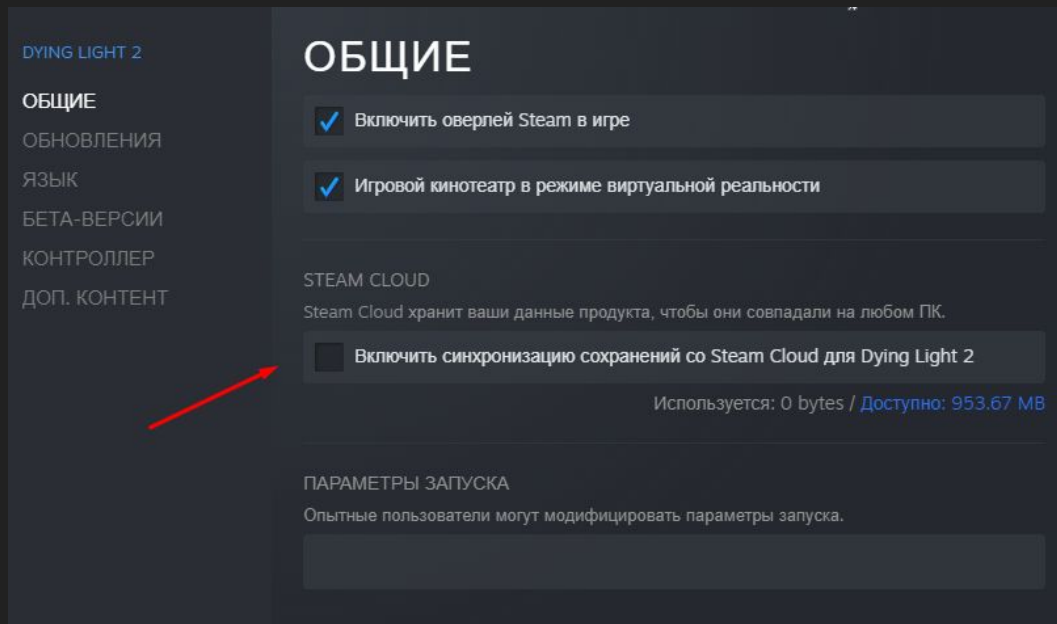 DYING LIGHT 2
ОБЩИЕ
ОБНОВЛЕНИЯ
ЯЗЫК
БЕТА-ВЕРСИИ
КОНТРОЛЛЕР
ДОП. КОНТЕНТ
ОБЩИЕ
Включить оверлей Steam в игре
Игровой кинотеатр в режиме виртуальной реальности
STEAM CLOUD
Steam Cloud хранит ваши данные продукта, чтобы они совпадали на любом ПК.
Включить синхронизацию сохранений со Steam Cloud для Dying Light 2
Используется: 0 bytes / Доступно: 953.67 MB
ПАРАМЕТРЫ ЗАПУСКА
Опытные пользователи могут модифицировать параметры запуска.